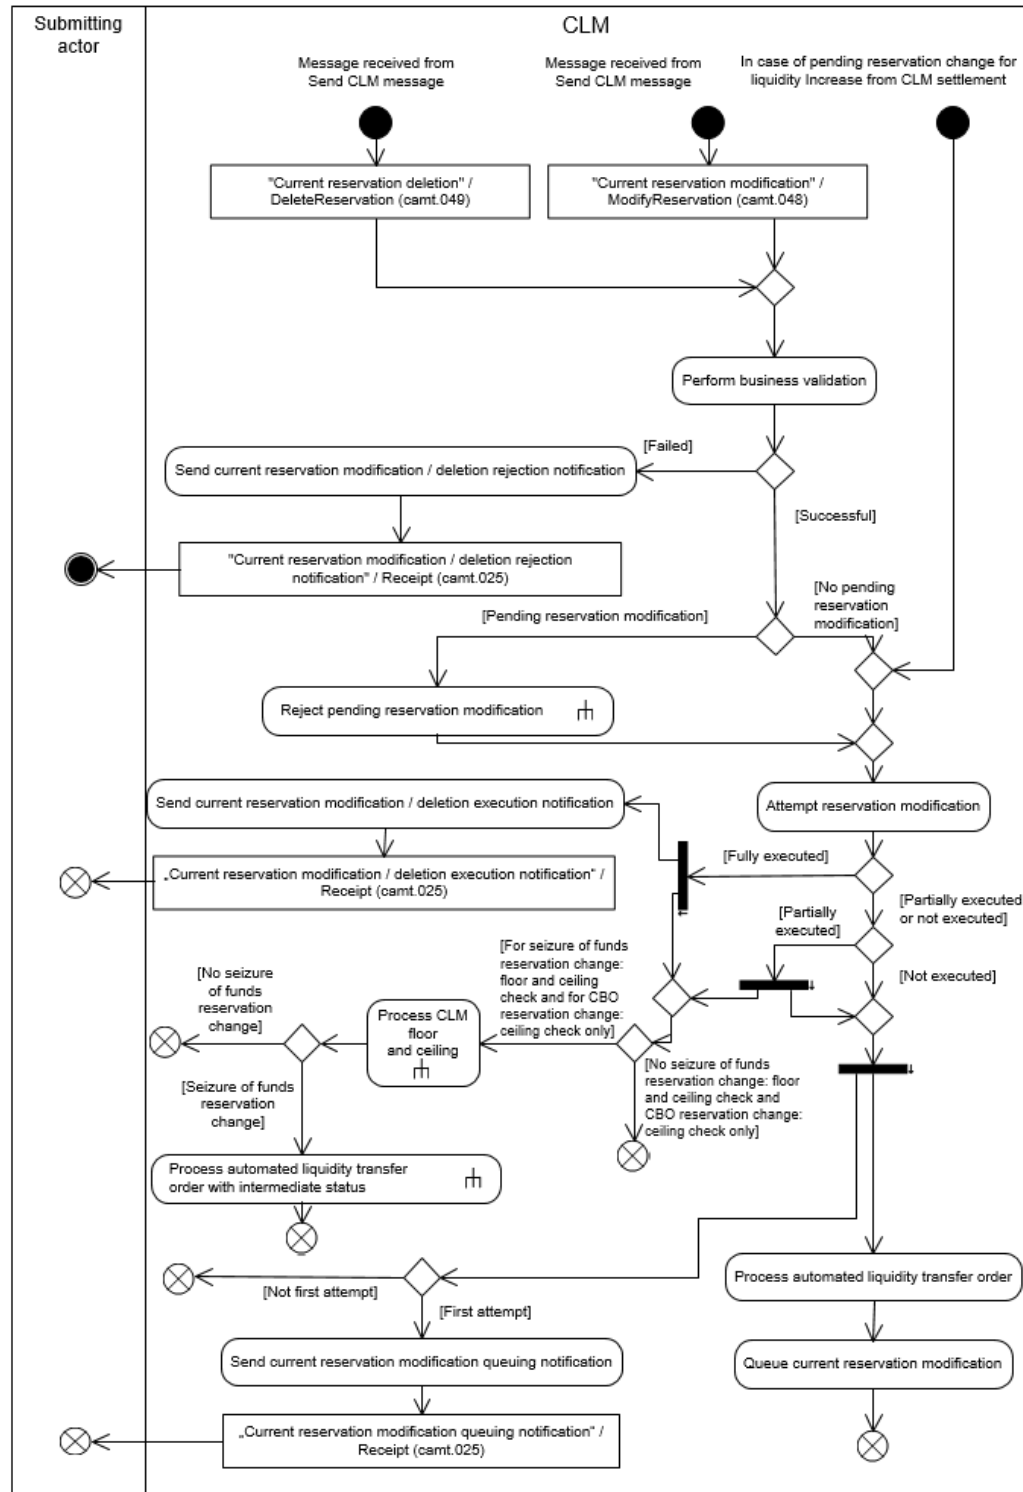 Submitting
actor
CLM
Message received from
Send CLM message
Message received from
Send CLM message
In case of pending reservation change for
liquidity Increase from CLM settlement
"Current reservation deletion" /
DeleteReservation (camt.049)
"Current reservation modification" /
ModifyReservation (camt.048)
Perform business validation
[Failed]
Send current reservation modification / deletion rejection notification
[Successful]
"Current reservation modification / deletion rejection
notification" / Receipt (camt.025)
[No pending
reservation
modification]
[Pending reservation modification]
Reject pending reservation modification
Send current reservation modification / deletion execution notification
Attempt reservation modification
[Fully executed]
„Current reservation modification / deletion execution notification" /
Receipt (camt.025)
[Partially executed
or not executed]
[Partially
executed]
[For seizure of funds
reservation change:
floor and ceiling
check and for CBO
reservation change:
ceiling check only]
[No seizure
of funds
reservation
change]
[Not executed]
Process CLM
floor
and ceiling
[No seizure of funds
reservation change: floor
and ceiling check and
CBO reservation change:
ceiling check only]
[Seizure of funds
reservation
change]
Process automated liquidity transfer
order with intermediate status
Process automated liquidity transfer order
[Not first attempt]
[First attempt]
Send current reservation modification queuing notification
Queue current reservation modification
„Current reservation modification queuing notification" /
Receipt (camt.025)